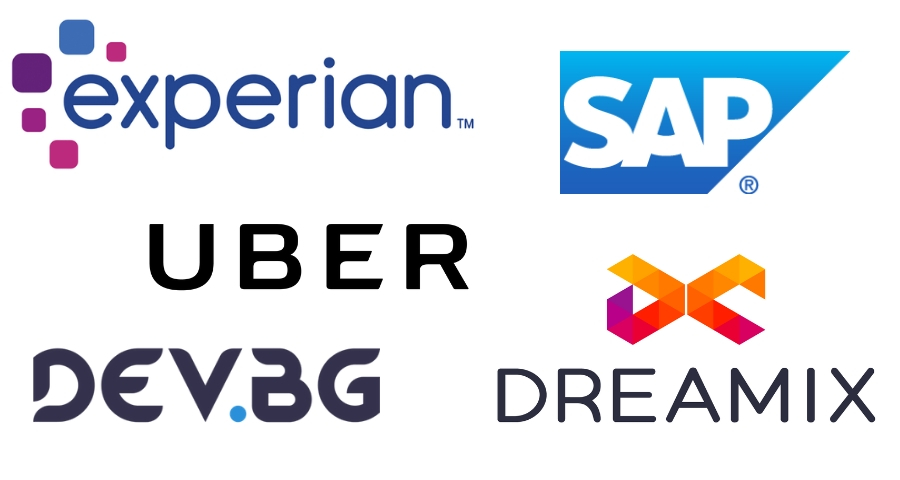 experian™
SAP®
UBER
DEV.BG
DREAMIX